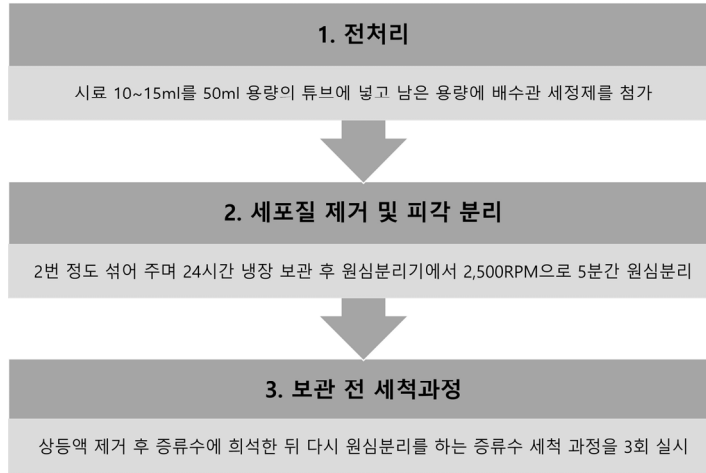 1. 전처리
시료 10~15ml를 50ml 용량의 튜브에 넣고 남은 용량에 배수관 세정제를 첨가
2. 세포질 제거 및 피각 분리
2번 정도 섞어 주며 24시간 냉장 보관 후 원심분리기에서 2,500RPM으로 5분간 원심분리
3. 보관 전 세척과정
상등액 제거 후 증류수에 희석한 뒤 다시 원심분리를 하는 증류수 세척 과정을 3회 실시